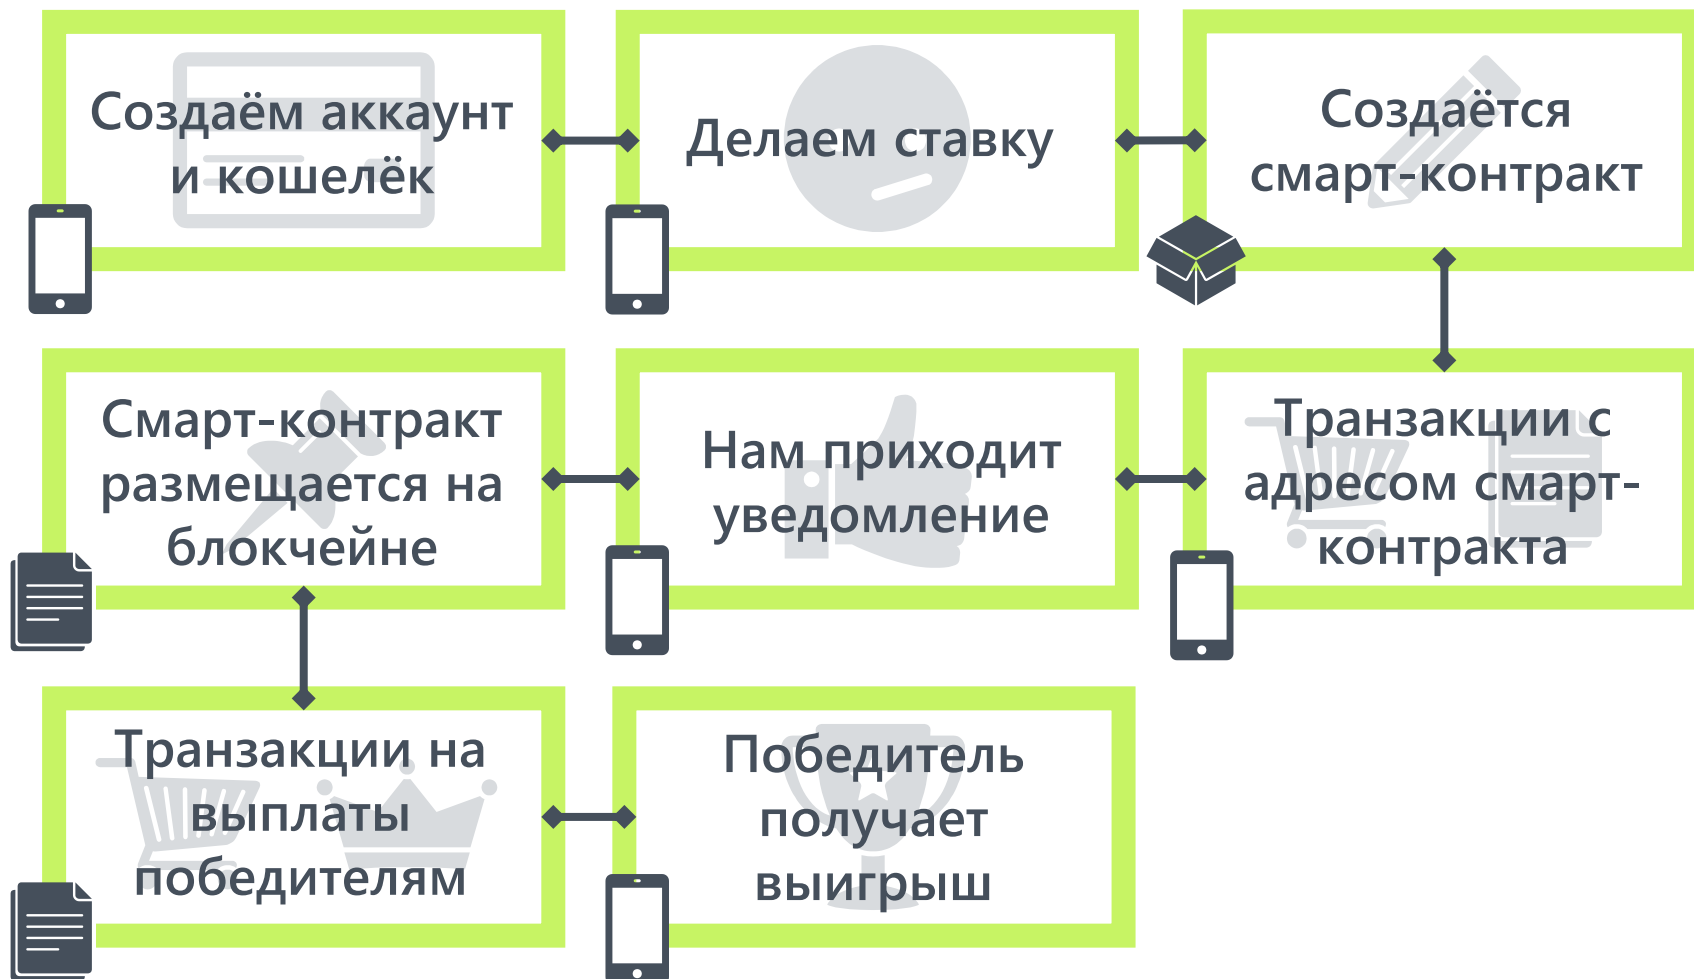 Создаём аккаунт
и кошелёк
Делаем ставку
Создаётся
смарт-контракт
Смарт-контракт
размещается на
блокчейне
Нам приходит
уведомление
Транзакции с
адресом смарт-
контракта
Транзакции на
выплаты
победителям
Победитель
получает
выигрыш